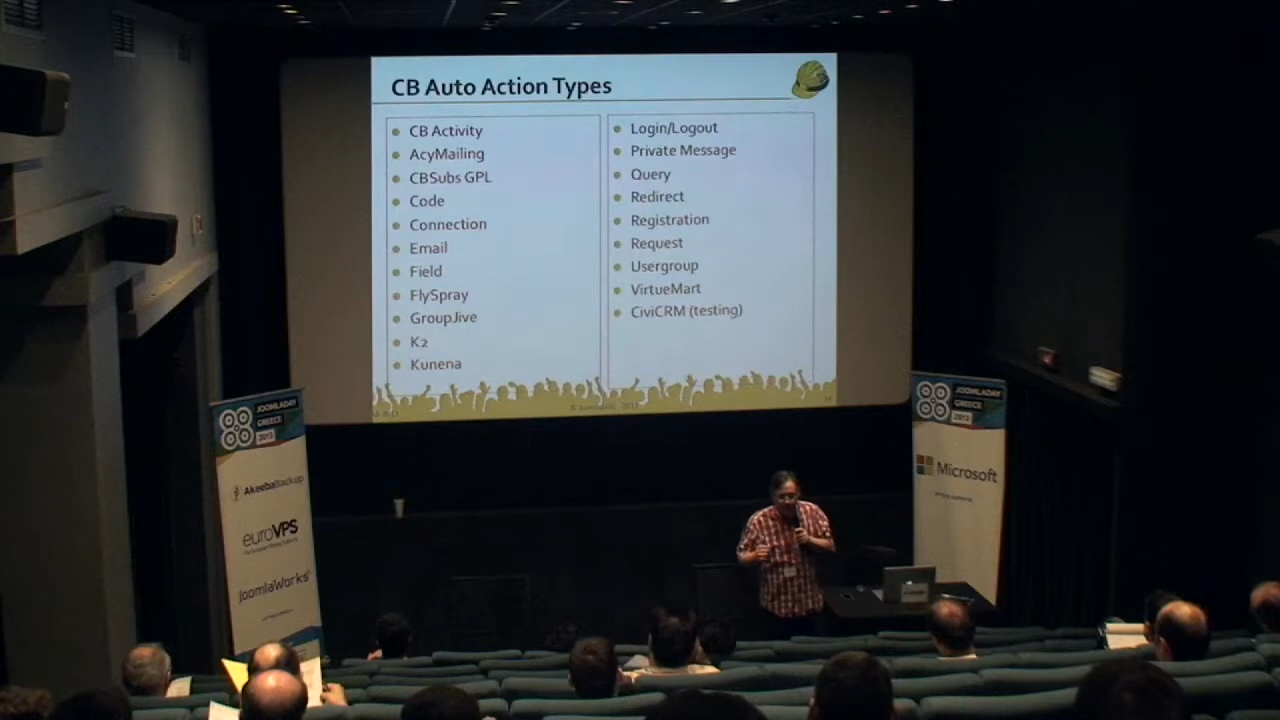 CB Auto Action Types
CB Activity
AcyMailing
CBSubs GPL
Code
Connection
Email
Field
FlySpray
GroupJive
K2
Kunena
Login/Logout
Private Message
Query
Redirect
Registration
Request
Usergroup
VirtueMart
CiviCRM (testing)
JOOMLADAY
GREECE
2013
AkeebaBackup
euroVPS
JoomlaWorks
JOOMLADAY
GREECE
2013
Microsoft